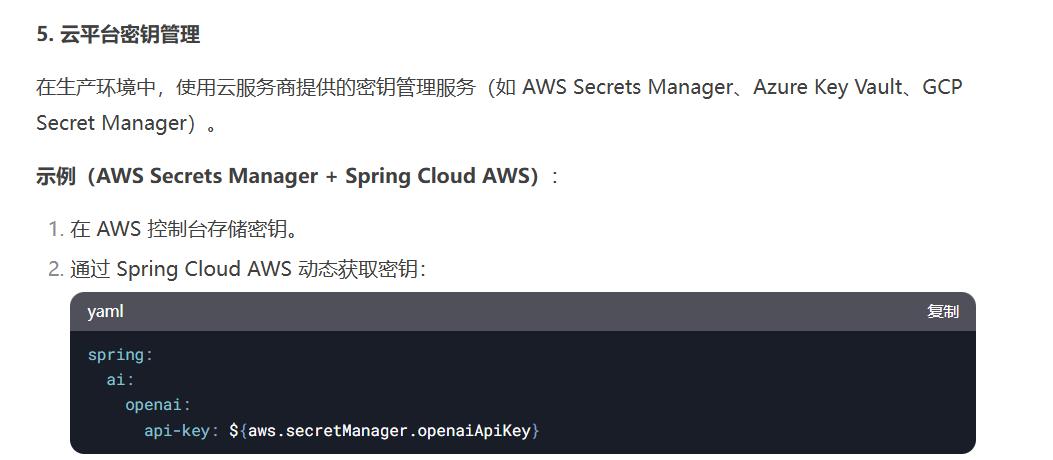 5. 云平台密钥管理
在生产环境中，使用云服务商提供的密钥管理服务（如 AWS Secrets Manager、Azure Key Vault、GCP
Secret Manager）。
示例（AWS Secrets Manager + Spring Cloud AWS）：
1. 在 AWS 控制台存储密钥。
2. 通过 Spring Cloud AWS 动态获取密钥：
yaml 复制
spring:
  ai:
    openai:
      api-key: ${aws.secretManager.openaiApiKey}